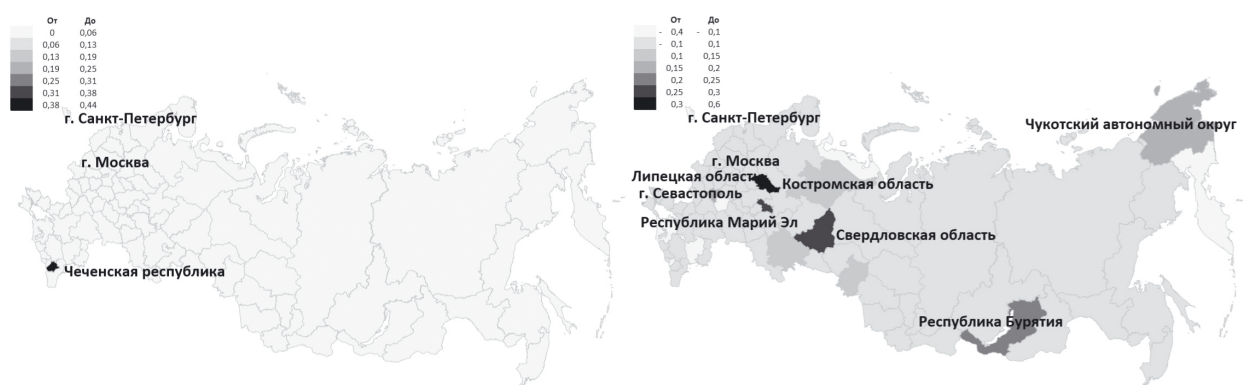 От До
0 0,06
0,06 0,13
0,13 0,19
0,19 0,25
0,25 0,31
0,31 0,38
0,38 0,44
г. Санкт-Петербург
г. Москва
Чеченская республика
От До
- 0,4 - 0,1
- 0,1 0,1
0,1 0,15
0,15 0,2
0,2 0,25
0,25 0,3
0,3 0,6
г. Санкт-Петербург
Чукотский автономный округ
г. Москва
Липецкая область
Костромская область
г. Севастополь
Республика Марий Эл
Свердловская область
Республика Бурятия